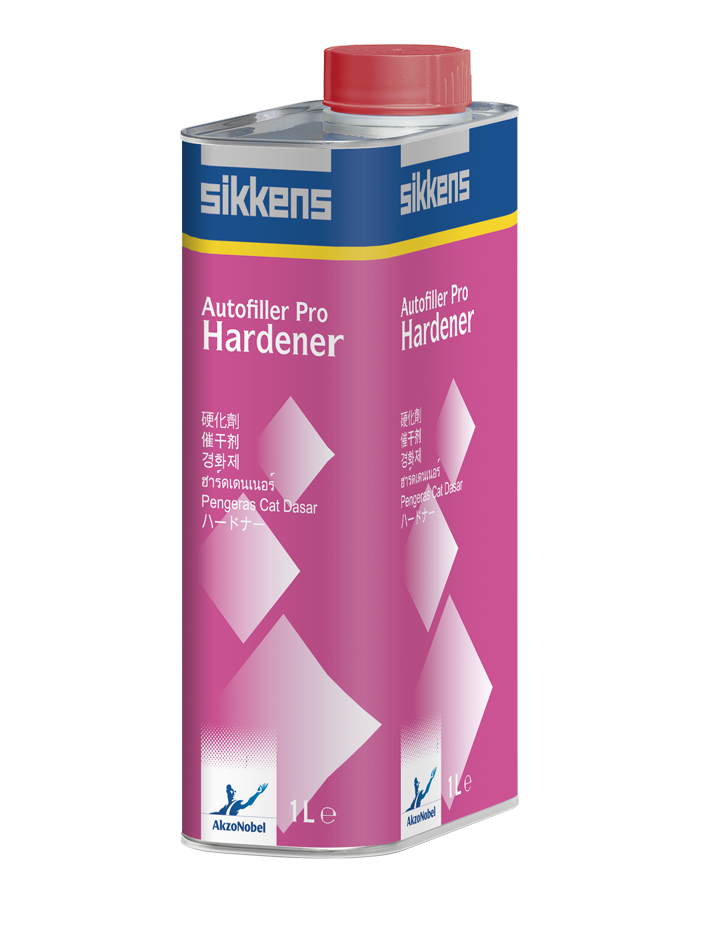 sikkens
Autofiller Pro
Hardener
硬化劑
催干剂
경화제
ฮาร์ดเดนเนอร์
Pengeras Cat Dasar
ハードナー
AkzoNobel
1L ℮
sikkens
Autofiller Pro
Hardener
硬化劑
催干剂
경화제
ฮาร์ดเดนเนอร์
Pengeras Cat Dasar
ハードナー
AkzoNobel
1L ℮